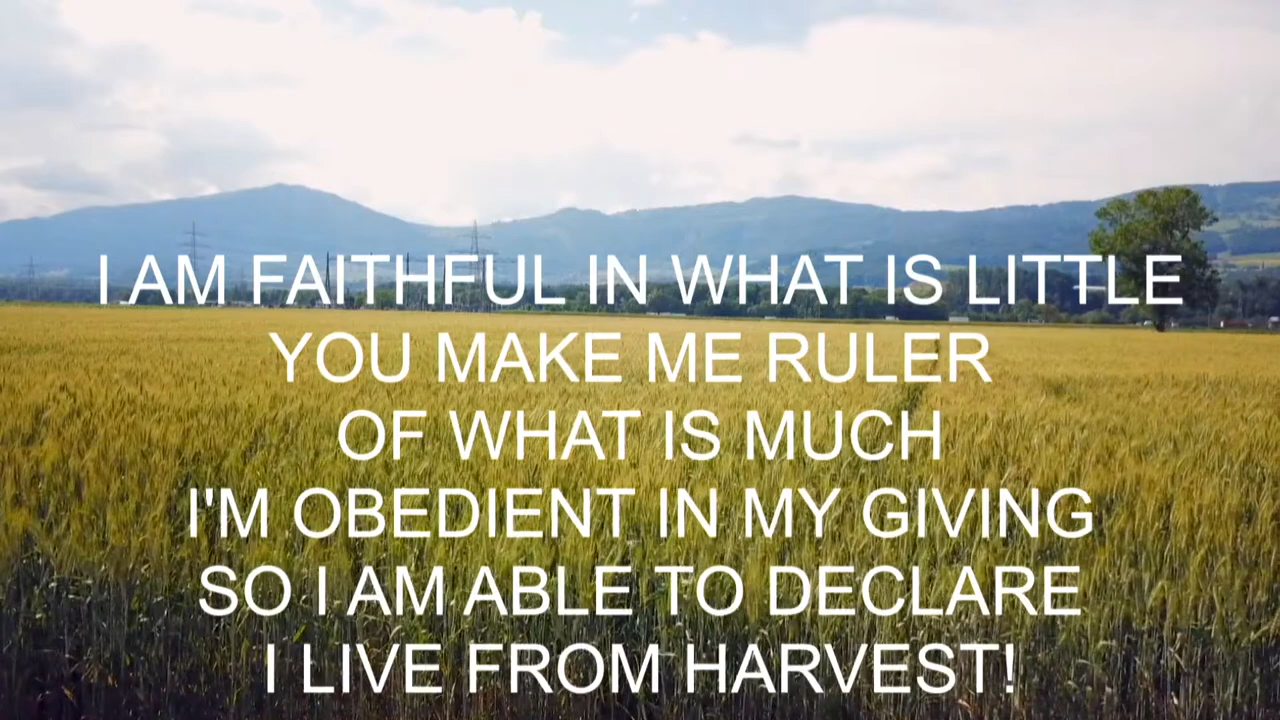 I AM FAITHFUL IN WHAT IS LITTLE
YOU MAKE ME RULER
OF WHAT IS MUCH
I'M OBEDIENT IN MY GIVING
SO I AM ABLE TO DECLARE
I LIVE FROM HARVEST!